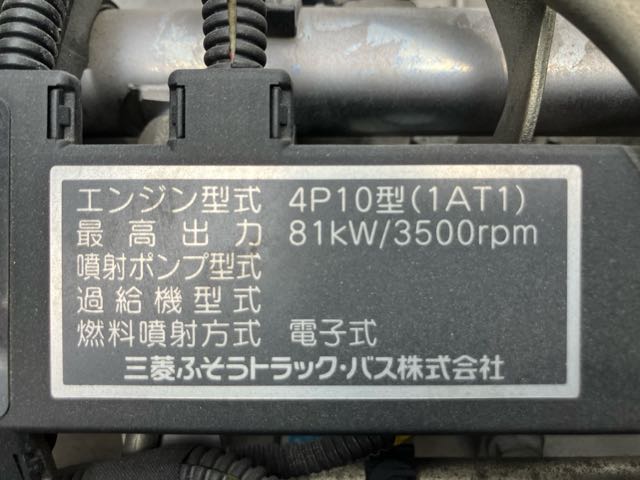 エンジン型式 4P10型(1AT1)
最高出力 81kW/3500rpm
噴射ポンプ型式
過給機型式
燃料噴射方式 電子式
三菱ふそうトラック・バス株式会社